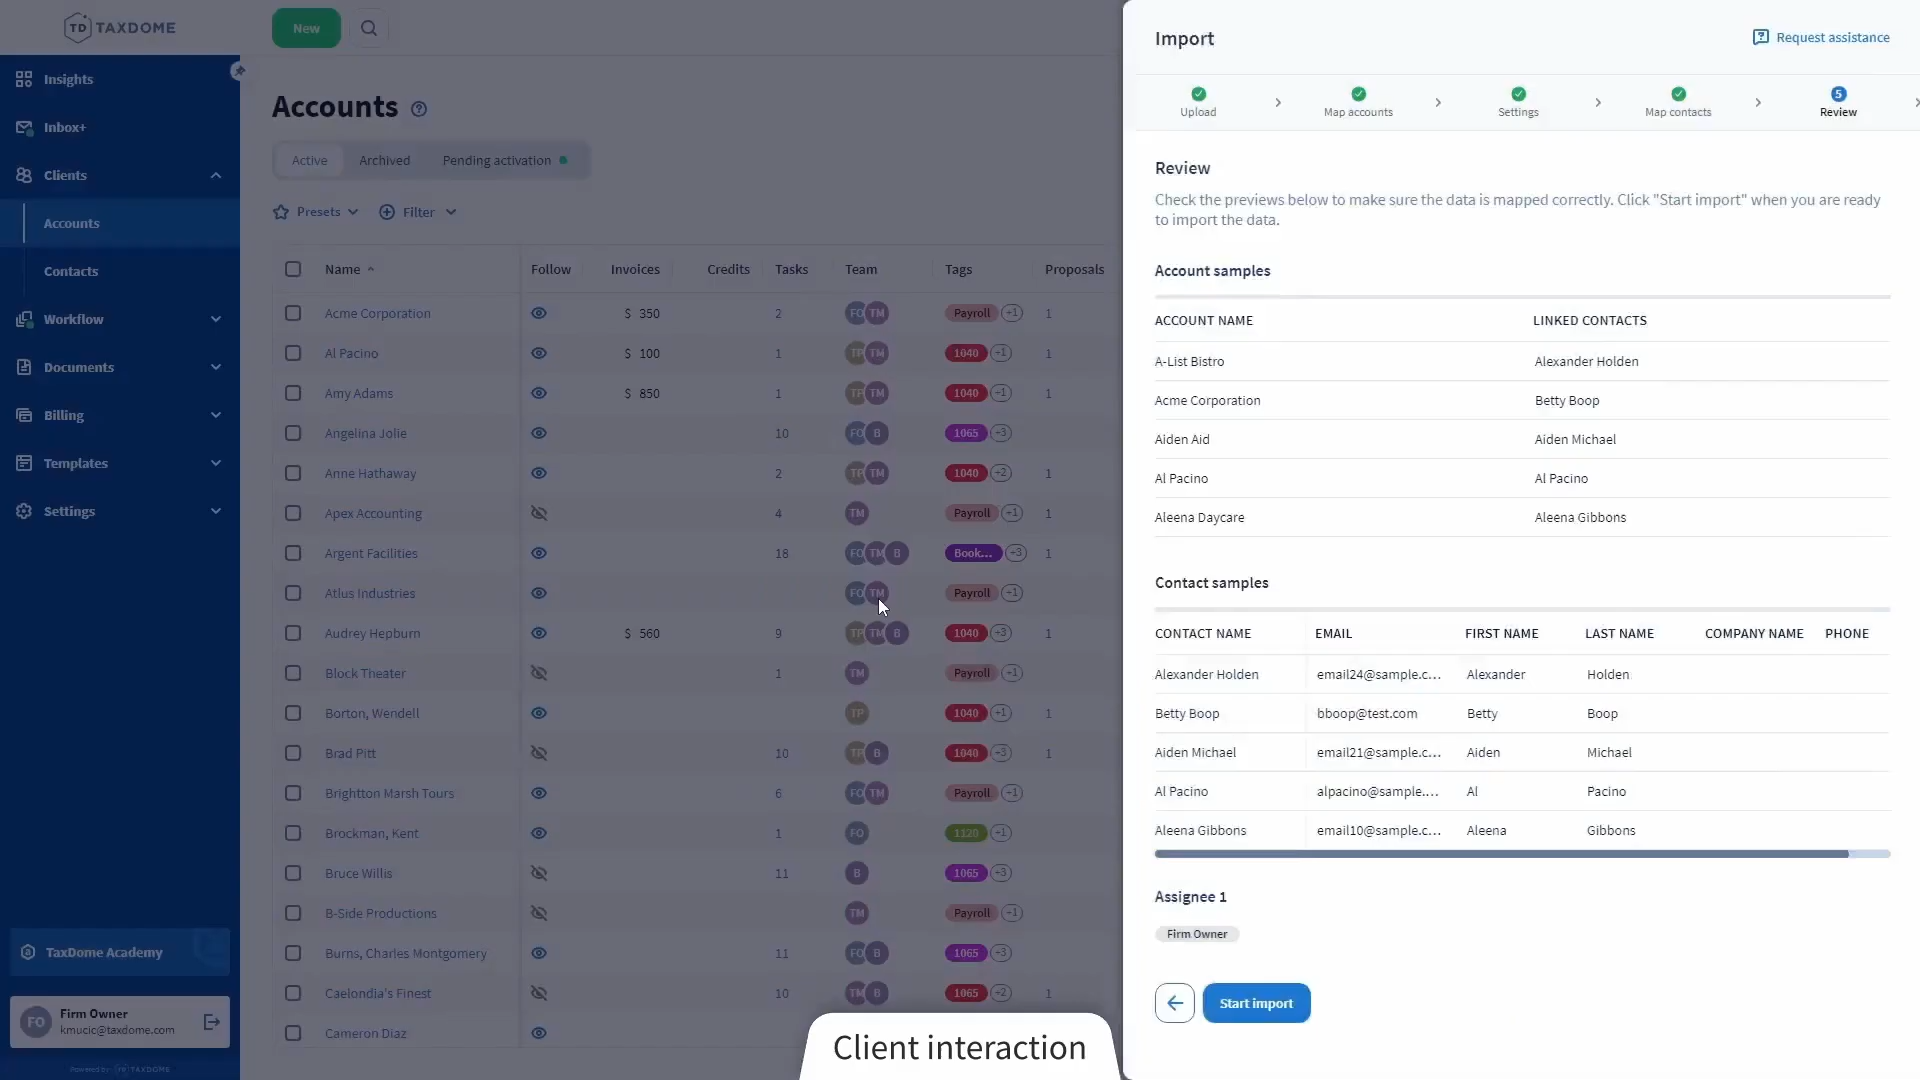 TD TAXDOME
Insights
Inbox+
Clients
Accounts
Contacts
Workflow
Documents
Billing
Templates
Settings
TaxDome Academy
FO
Firm Owner
kmucic@taxdome.com
Powered by TD TAXDOME
New
Accounts
Active Archived Pending activation
Presets Filter
Name Follow Invoices Credits Tasks Team Tags Proposals
Acme Corporation $ 350 2 FO TM Payroll +1 1
Al Pacino $ 100 1 TP TM 1040 +1 1
Amy Adams $ 850 1 TP TM 1040 +1 1
Angelina Jolie 10 FO B 1065 +3
Anne Hathaway 2 TP TM 1040 +2 1
Apex Accounting 4 TM Payroll +1 1
Argent Facilities 18 FO TM B Book... +3 1
Atlus Industries FO TM Payroll +1
Audrey Hepburn $ 560 9 TP TM B 1040 +3 1
Block Theater 1 TM Payroll +1
Borton, Wendell TP 1040 +1 1
Brad Pitt 10 TP B 1040 +3 1
Brightton Marsh Tours 6 FO TM Payroll +1
Brockman, Kent 1 FO 1120 +1
Bruce Willis 11 B 1065 +3
B-Side Productions TM Payroll +1
Burns, Charles Montgomery 11 FO B 1065 +3
Caelondia's Finest 10 TM B 1065 +2 1
Cameron Diaz
Client interaction
Import
Request assistance
Upload
Map accounts
Settings
Map contacts
5
Review
Review
Check the previews below to make sure the data is mapped correctly. Click "Start import" when you are ready
to import the data.
Account samples
ACCOUNT NAME LINKED CONTACTS
A-List Bistro Alexander Holden
Acme Corporation Betty Boop
Aiden Aid Aiden Michael
Al Pacino Al Pacino
Aleena Daycare Aleena Gibbons
Contact samples
CONTACT NAME EMAIL FIRST NAME LAST NAME COMPANY NAME PHONE
Alexander Holden email24@sample.c... Alexander Holden
Betty Boop bboop@test.com Betty Boop
Aiden Michael email21@sample.c... Aiden Michael
Al Pacino alpacino@sample.... Al Pacino
Aleena Gibbons email10@sample.c... Aleena Gibbons
Assignee 1
Firm Owner
Start import